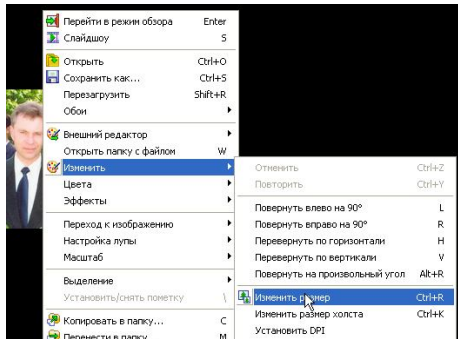 Перейти в режим обзора Enter
Слайдшоу S
Открыть Ctrl+O
Сохранить как... Ctrl+S
Перезагрузить Shift+R
Обои
Внешний редактор
Открыть папку с файлом W
Изменить
Цвета
Эффекты
Переход к изображению
Настройка лупы
Масштаб
Выделение
Установить/снять пометку \
Копировать в папку... C
Перенести в папку M
Отменить Ctrl+Z
Повторить Ctrl+Y
Повернуть влево на 90° L
Повернуть вправо на 90° R
Перевернуть по горизонтали H
Перевернуть по вертикали V
Повернуть на произвольный угол Alt+R
Изменить размер Ctrl+R
Изменить размер холста Ctrl+K
Установить DPI